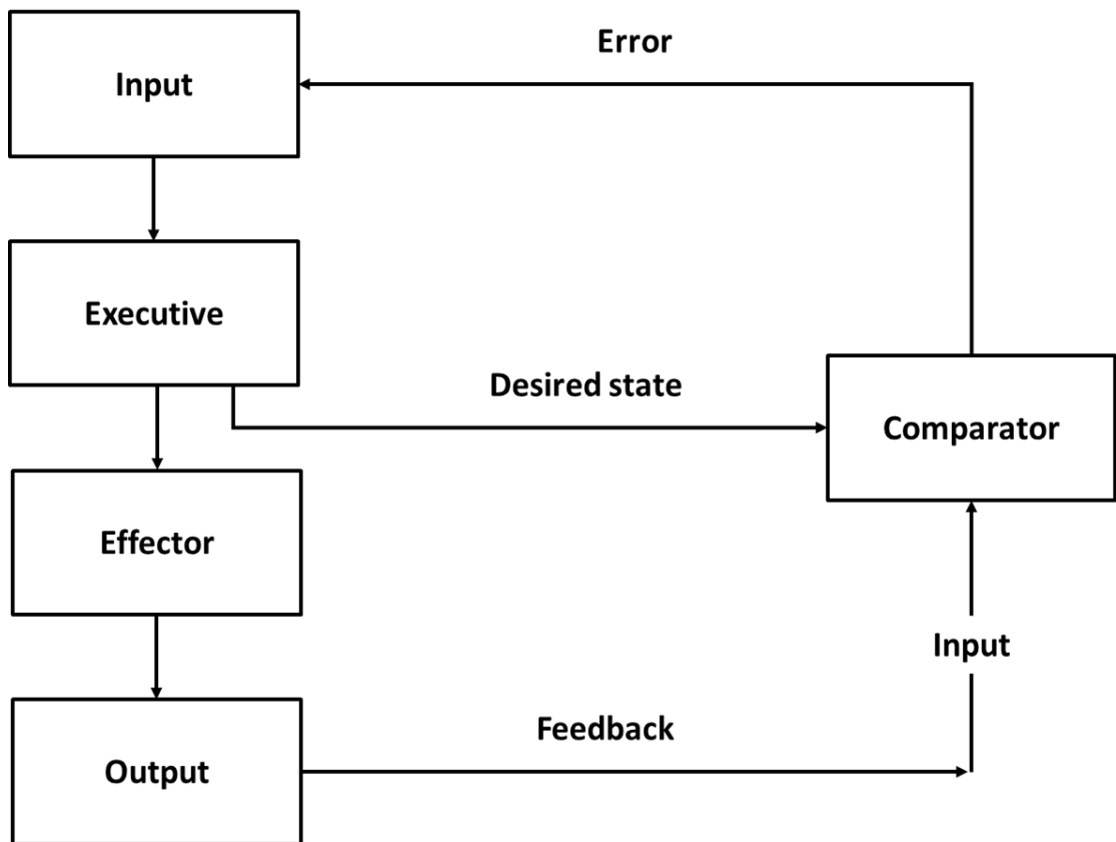 Error
Input
Executive
Desired state
Comparator
Effector
Input
Feedback
Output